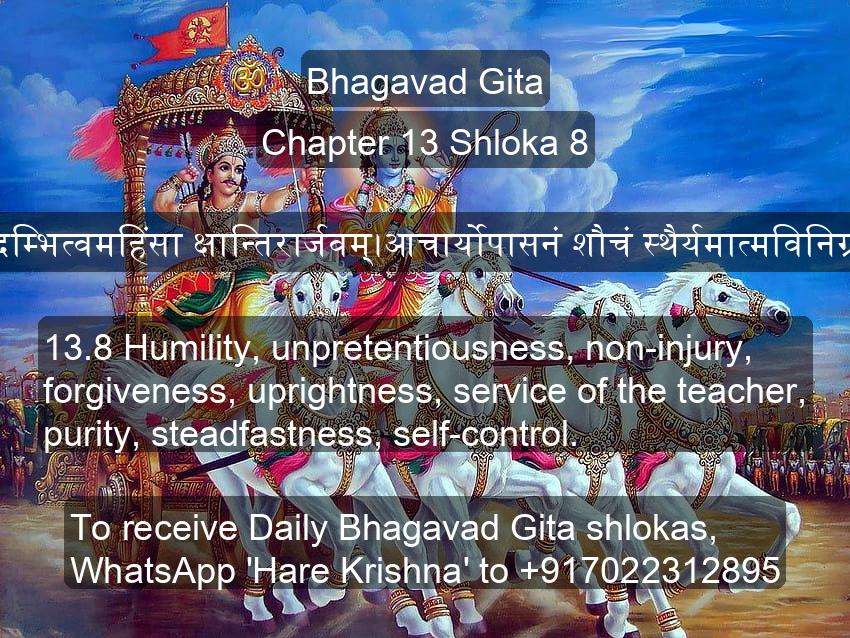 Bhagavad Gita
Chapter 13 Shloka 8
दम्भित्वमहिंसा क्षान्तिरार्जवम्।आचार्योपासनं शौचं स्थैर्यमात्मविनिग्र
13.8 Humility, unpretentiousness, non-injury,
forgiveness, uprightness, service of the teacher,
purity, steadfastness, self-control.
To receive Daily Bhagavad Gita shlokas,
WhatsApp 'Hare Krishna' to +917022312895